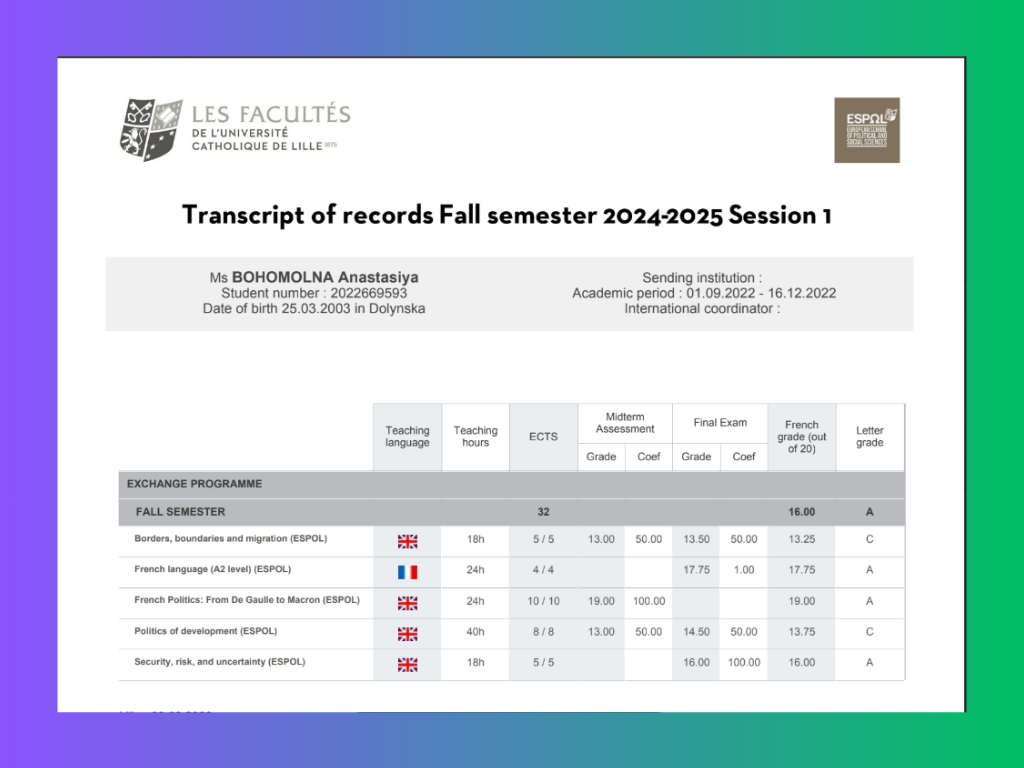 LES FACULTÉS
DE L'UNIVERSITÉ
CATHOLIQUE DE LILLE 1875
ESPΩL
EUROPEAN SCHOOL
OF POLITICAL AND
SOCIAL SCIENCES
Transcript of records Fall semester 2024-2025 Session 1
Ms BOHOMOLNA Anastasiya
Student number : 2022669593
Date of birth 25.03.2003 in Dolynska
Sending institution :
Academic period : 01.09.2022 - 16.12.2022
International coordinator :
Teaching language Teaching hours ECTS Midterm Assessment Final Exam French grade (out of 20) Letter grade
Grade Coef Grade Coef
EXCHANGE PROGRAMME
FALL SEMESTER 32 16.00 A
Borders, boundaries and migration (ESPOL) 18h 5 / 5 13.00 50.00 13.50 50.00 13.25 C
French language (A2 level) (ESPOL) 24h 4 / 4 17.75 1.00 17.75 A
French Politics: From De Gaulle to Macron (ESPOL) 24h 10 / 10 19.00 100.00 19.00 A
Politics of development (ESPOL) 40h 8 / 8 13.00 50.00 14.50 50.00 13.75 C
Security, risk, and uncertainty (ESPOL) 18h 5 / 5 16.00 100.00 16.00 A